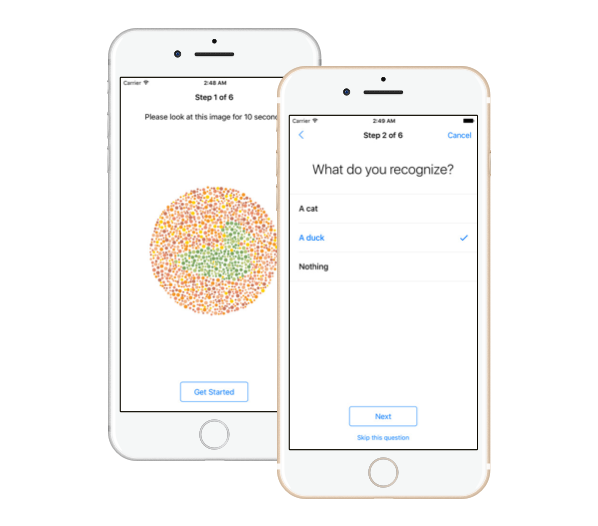 Carrier 2:48 AM
Step 1 of 6
Please look at this image for 10
Get Started
Carrier 2:49 AM
Step 2 of 6 Cancel
What do you recognize?
A cat
A duck
Nothing
Next
Skip this question